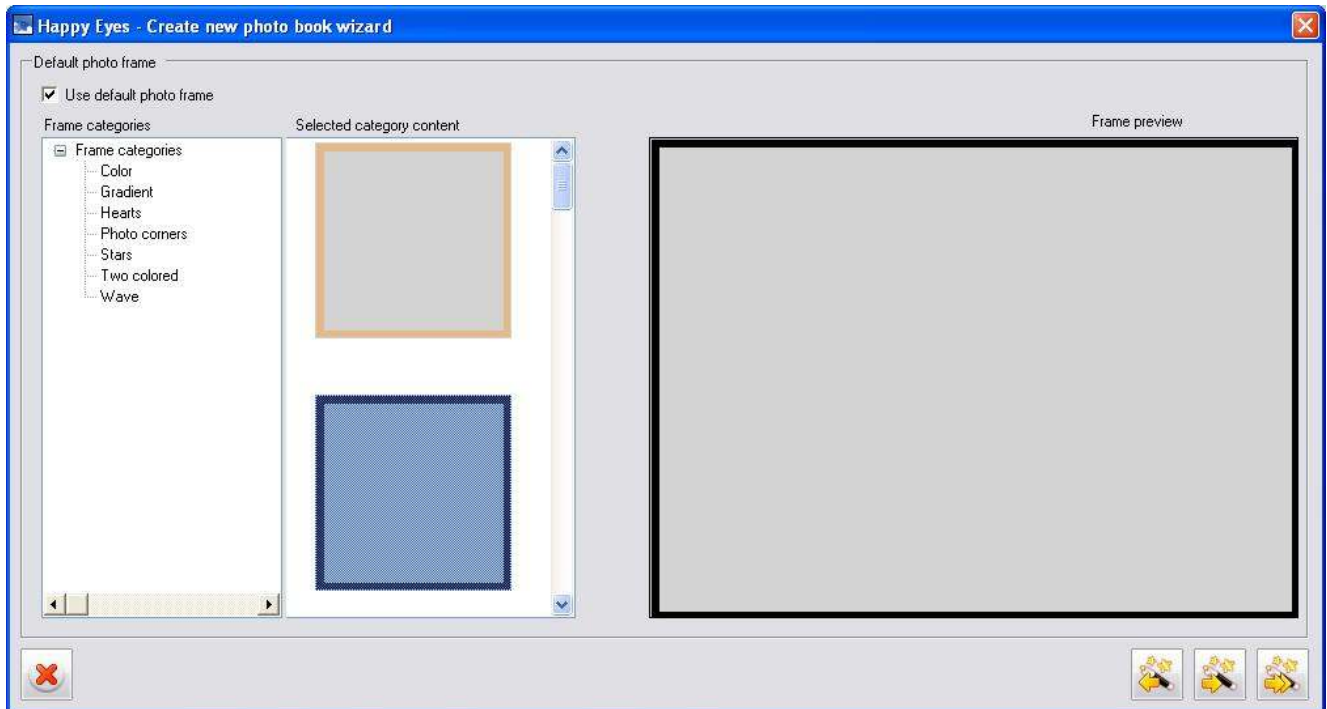 Happy Eyes - Create new photo book wizard
Default photo frame
Use default photo frame
Frame categories
Selected category content
Frame preview
Frame categories
Color
Gradient
Hearts
Photo corners
Stars
Two colored
Wave